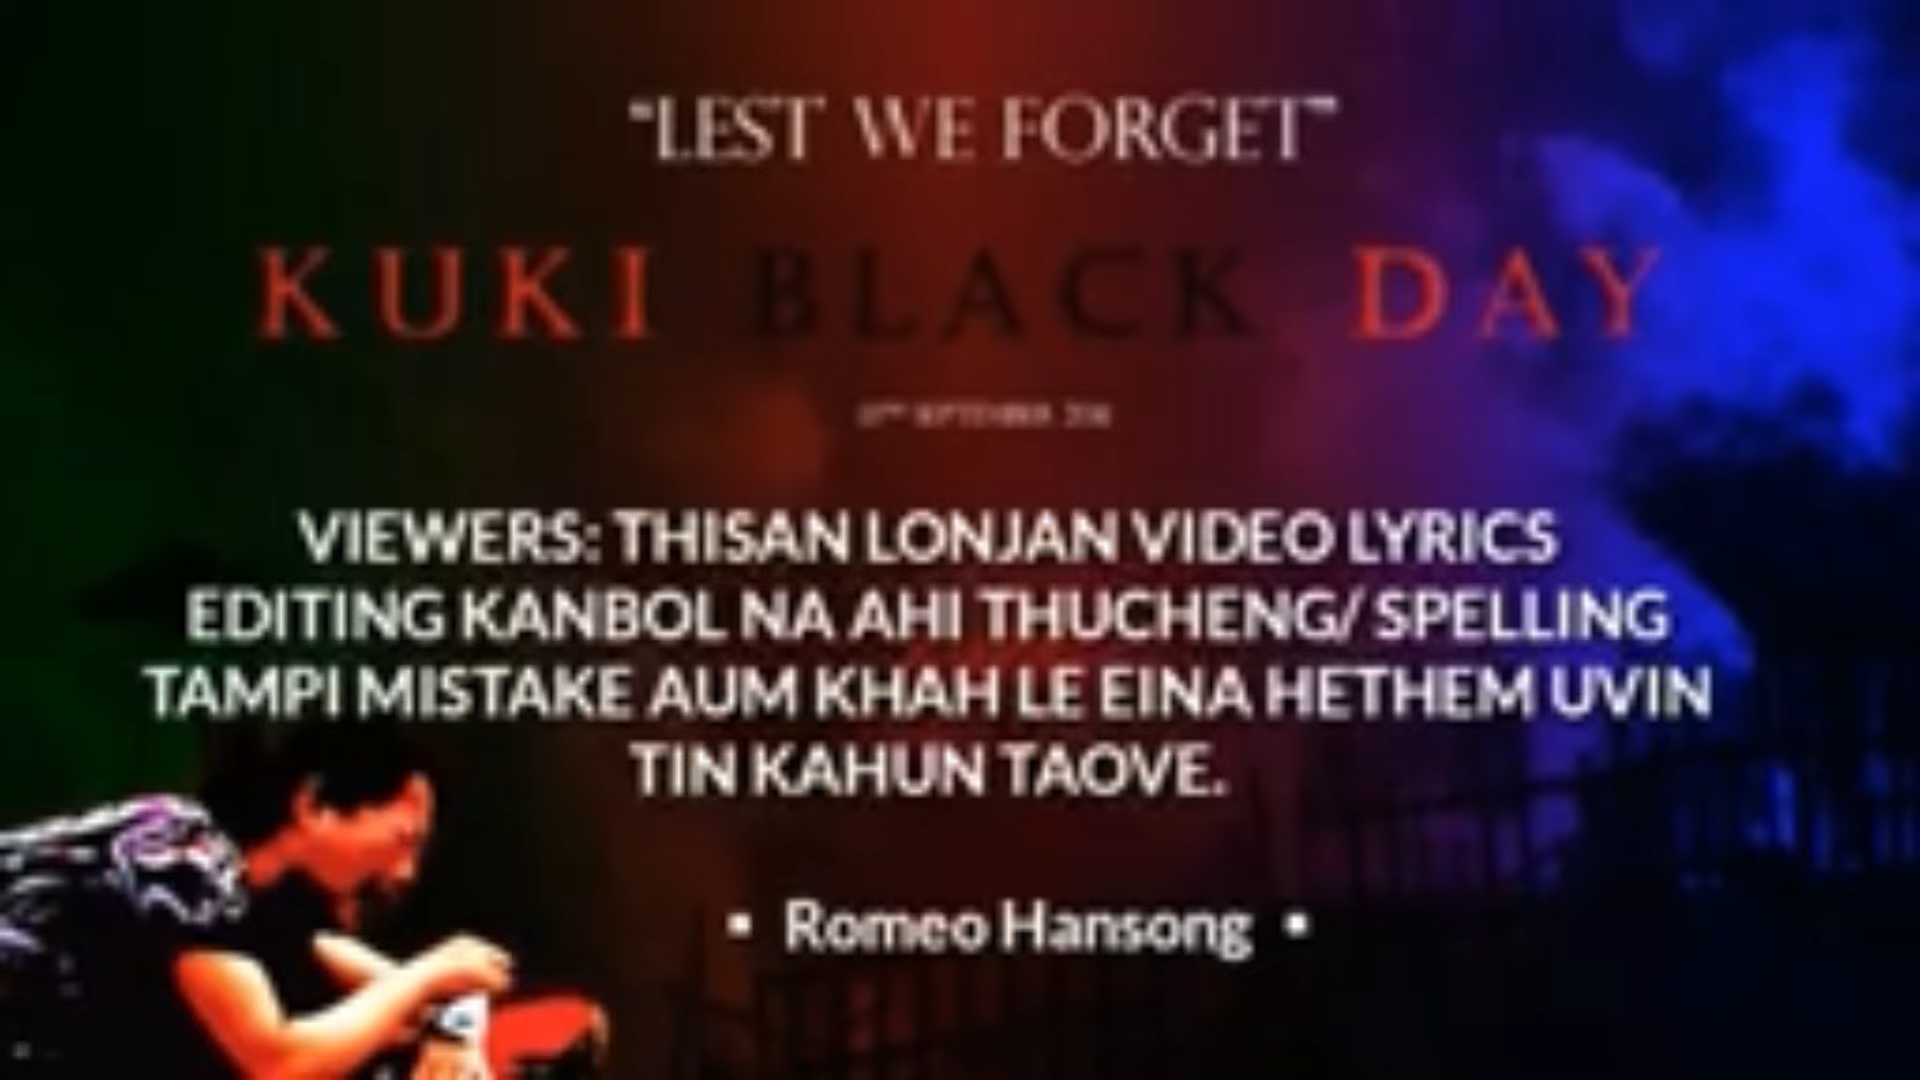 “LEST WE FORGET”
KUKI BLACK DAY
SEPTEMBER
VIEWERS: THISAN LONJAN VIDEO LYRICS
EDITING KANBOL NA AHI THUCHENG/ SPELLING
TAMPI MISTAKE AUM KHAH LE EINA HETHEM UVIN
TIN KAHUN TAOVE.
• Romeo Hansong •